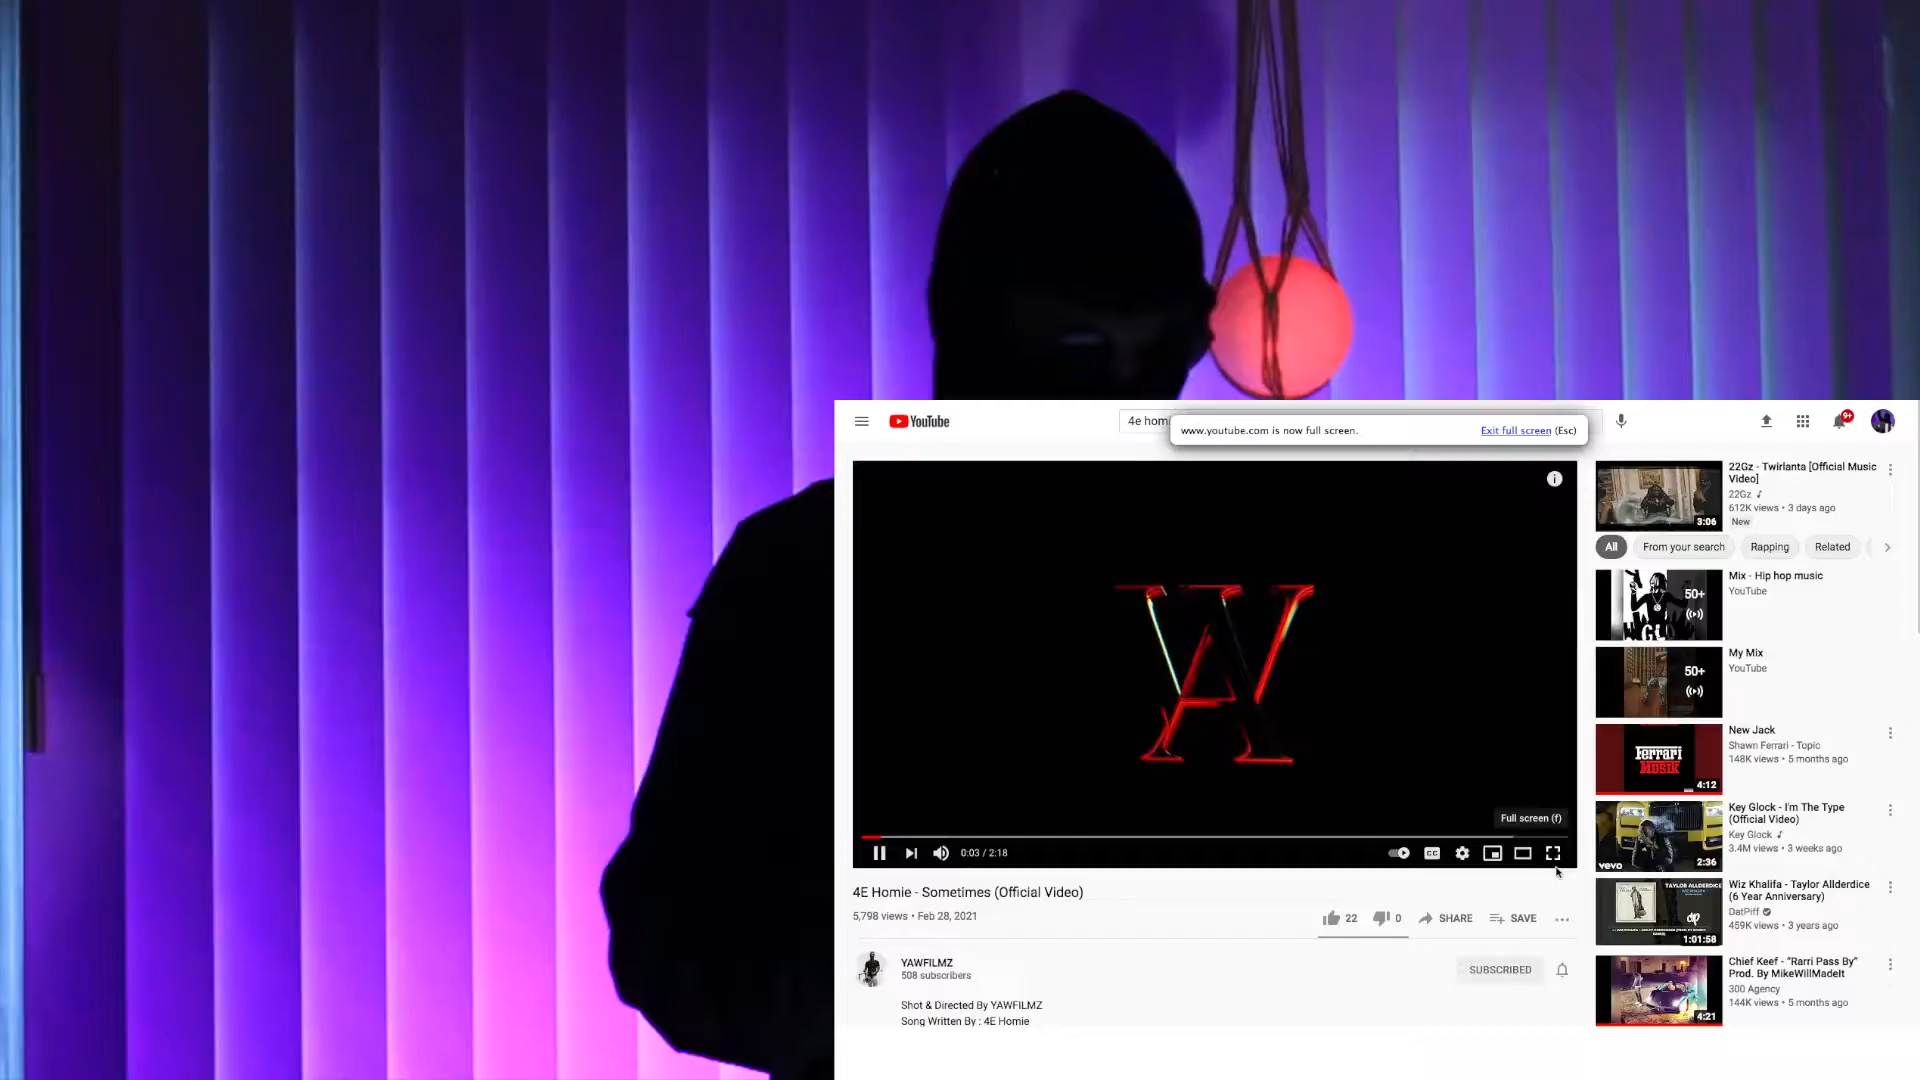 YouTube
4e hom
www.youtube.com is now full screen.
Exit full screen (Esc)
9+
Full screen (f)
0:03 / 2:18
CC
4E Homie - Sometimes (Official Video)
5,798 views • Feb 28, 2021
22
0
SHARE
SAVE
YAWFILMZ
508 subscribers
SUBSCRIBED
Shot & Directed By YAWFILMZ
Song Written By : 4E Homie
3:06
22Gz - Twirlanta [Official Music
Video]
22Gz
612K views • 3 days ago
New
All
From your search
Rapping
Related
50+
Mix - Hip hop music
YouTube
50+
My Mix
YouTube
Ferrari
MUSIK
4:12
New Jack
Shawn Ferrari - Topic
148K views • 5 months ago
vevo
2:36
Key Glock - I'm The Type
(Official Video)
Key Glock
3.4M views • 3 weeks ago
TAYLOR ALLDERDICE
1:01:58
Wiz Khalifa - Taylor Allderdice
(6 Year Anniversary)
DatPiff
459K views • 3 years ago
4:21
Chief Keef - "Rarri Pass By"
Prod. By MikeWillMadeIt
300 Agency
144K views • 5 months ago